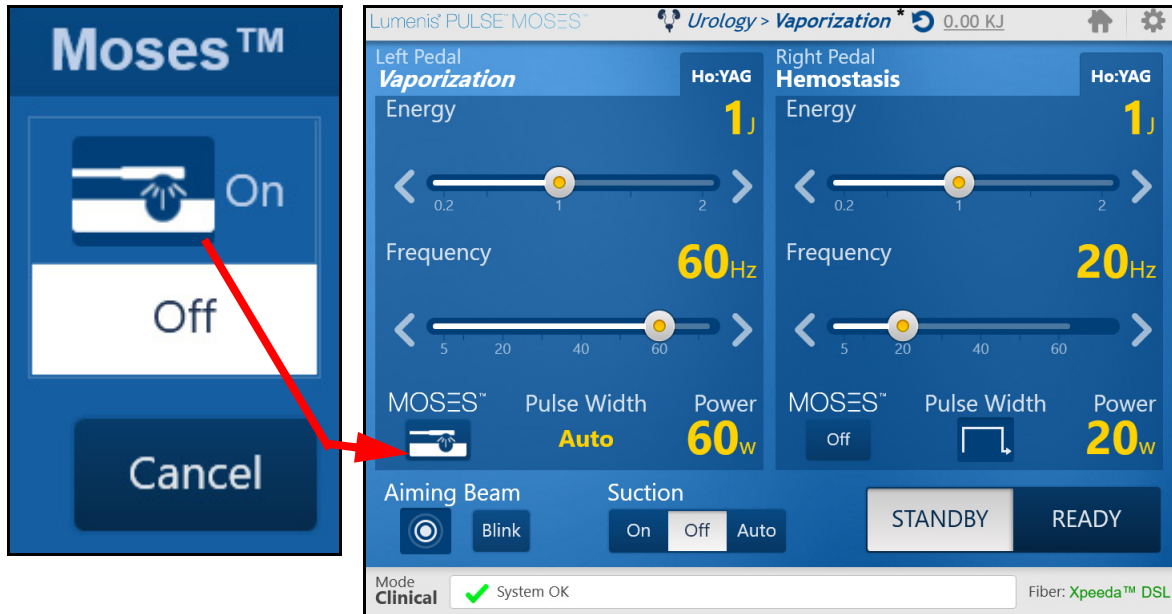 Moses™
On
Off
Cancel
Lumenis® PULSE™ MOSES™
Urology > Vaporization * 0.00 KJ
Left Pedal
Vaporization
Ho:YAG
Energy
1J
0.2 1 2
Frequency
60Hz
5 20 40 60
MOSES™ Pulse Width Power
Auto 60W
Right Pedal
Hemostasis
Ho:YAG
Energy
1J
0.2 1 2
Frequency
20Hz
5 20 40 60
MOSES™ Pulse Width Power
Off 20W
Aiming Beam
Blink
Suction
On Off Auto
STANDBY READY
Mode
Clinical
System OK
Fiber: Xpeeda™ DSL